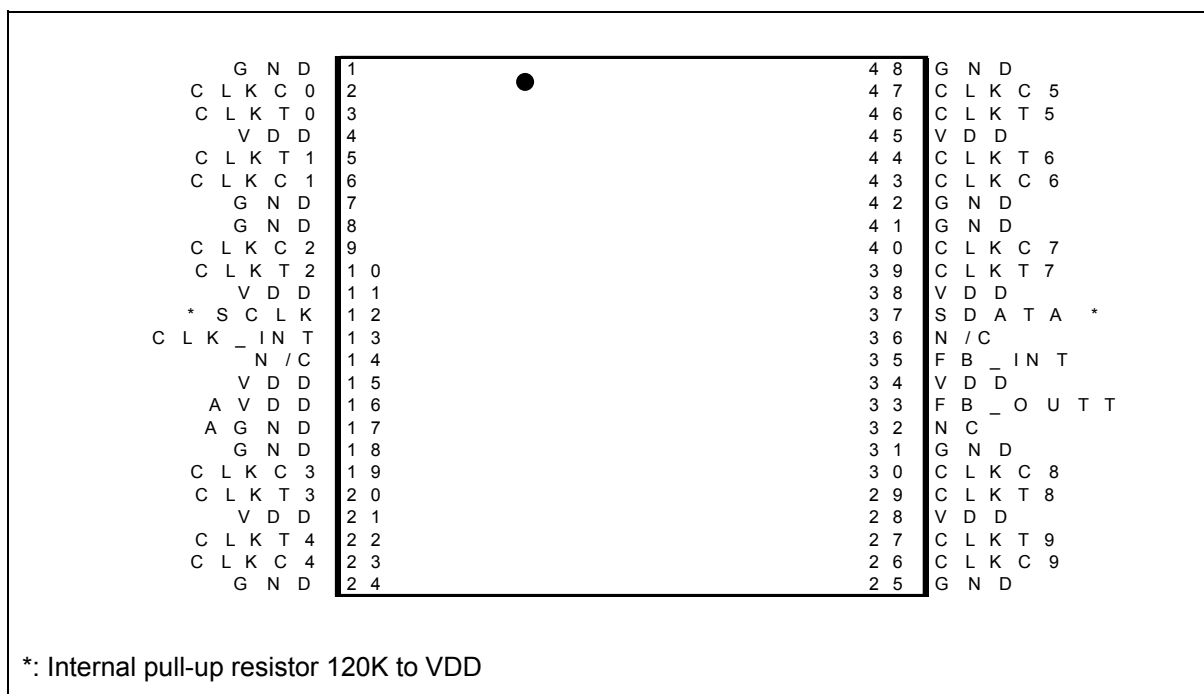 GND 1 48 GND
CLKC0 2 47 CLKC5
CLKT0 3 46 CLKT5
VDD 4 45 VDD
CLKT1 5 44 CLKT6
CLKC1 6 43 CLKC6
GND 7 42 GND
GND 8 41 GND
CLKC2 9 40 CLKC7
CLKT2 10 39 CLKT7
VDD 11 38 VDD
*SCLK 12 37 SDATA*
CLK_INT 13 36 N/C
N/C 14 35 FB_INT
VDD 15 34 VDD
AVDD 16 33 FB_OUTT
AGND 17 32 NC
GND 18 31 GND
CLKC3 19 30 CLKC8
CLKT3 20 29 CLKT8
VDD 21 28 VDD
CLKT4 22 27 CLKT9
CLKC4 23 26 CLKC9
GND 24 25 GND
*: Internal pull-up resistor 120K to VDD